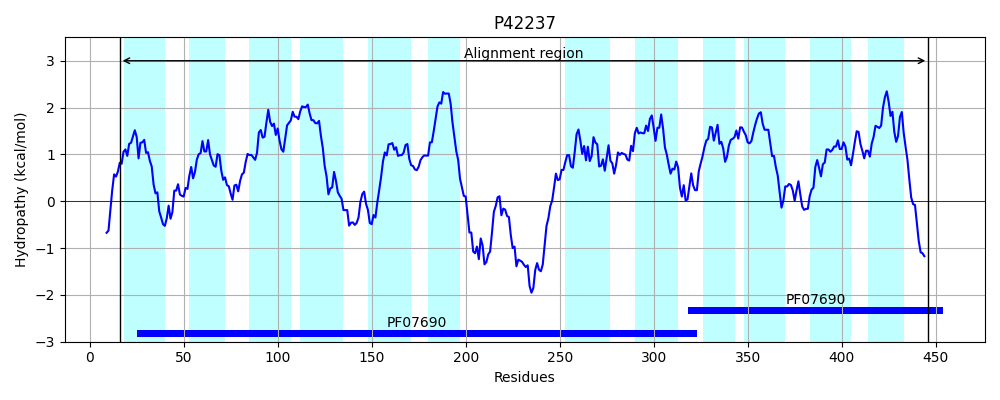 P42237
Alignment region
Hydropathy (kcal/mol)
3
2
1
0
−1
−2
−3
PF07690
PF07690
0 50 100 150 200 250 300 350 400 450
Residues